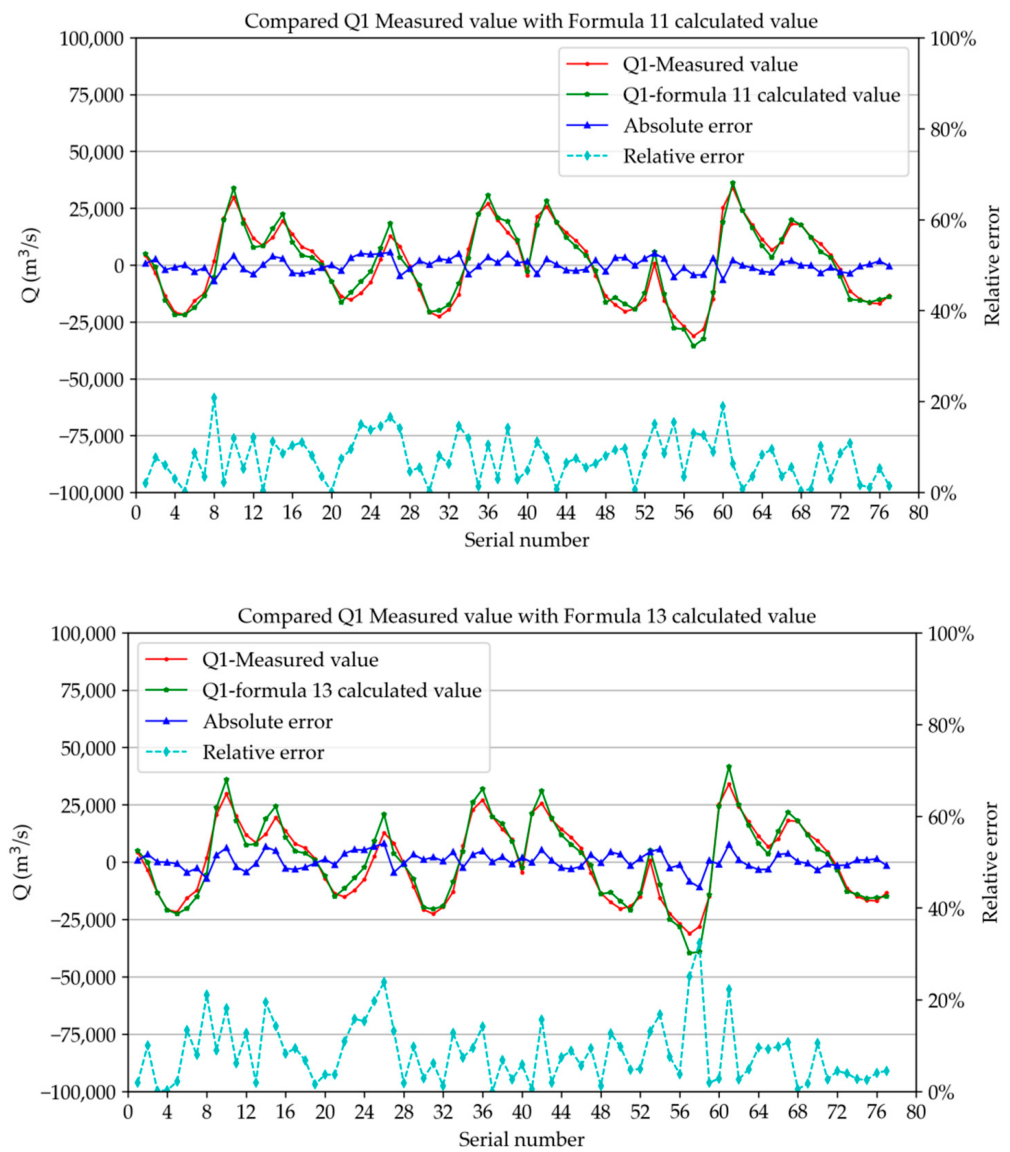 Compared Q1 Measured value with Formula 11 calculated value
100,000
75,000
50,000
25,000
0
−25,000
−50,000
−75,000
−100,000
Q (m³/s)
Q1-Measured value
Q1-formula 11 calculated value
Absolute error
Relative error
100%
80%
60%
40%
20%
0%
Relative error
0 4 8 12 16 20 24 28 32 36 40 44 48 52 56 60 64 68 72 76 80
Serial number
Compared Q1 Measured value with Formula 13 calculated value
100,000
75,000
50,000
25,000
0
−25,000
−50,000
−75,000
−100,000
Q (m³/s)
Q1-Measured value
Q1-formula 13 calculated value
Absolute error
Relative error
100%
80%
60%
40%
20%
0%
Relative error
0 4 8 12 16 20 24 28 32 36 40 44 48 52 56 60 64 68 72 76 80
Serial number